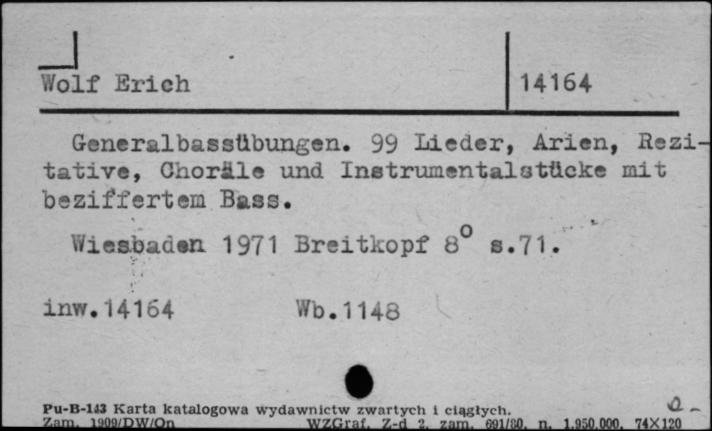 Wolf Erich 14164
Generalbassübungen. 99 Lieder, Arien, Rezi-
tative, Choräle und Instrumentalstücke mit
beziffertem Bass.
Wiesbaden 1971 Breitkopf 8° s.71.
inw.14164 Wb.1148
Pu-B-143 Karta katalogowa wydawnictw zwartych i ciągłych.
Zam. 1909/DW/On WZGraf. Z-d 2. zam. 691/80. n. 1.950.000. 74X120